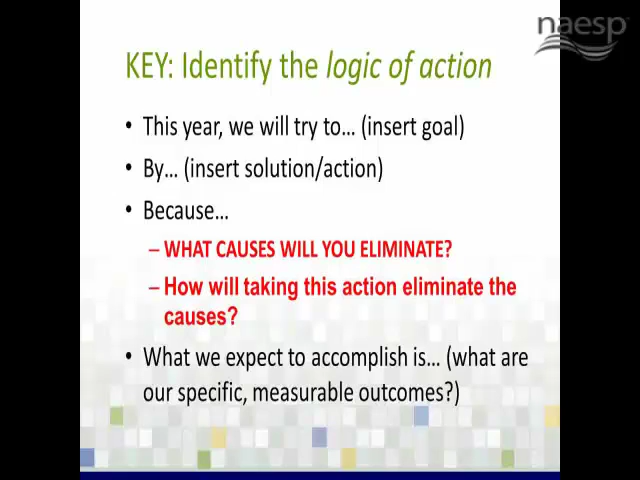 naesp
KEY: Identify the logic of action
• This year, we will try to… (insert goal)
• By… (insert solution/action)
• Because…
– WHAT CAUSES WILL YOU ELIMINATE?
– How will taking this action eliminate the
causes?
• What we expect to accomplish is… (what are
our specific, measurable outcomes?)